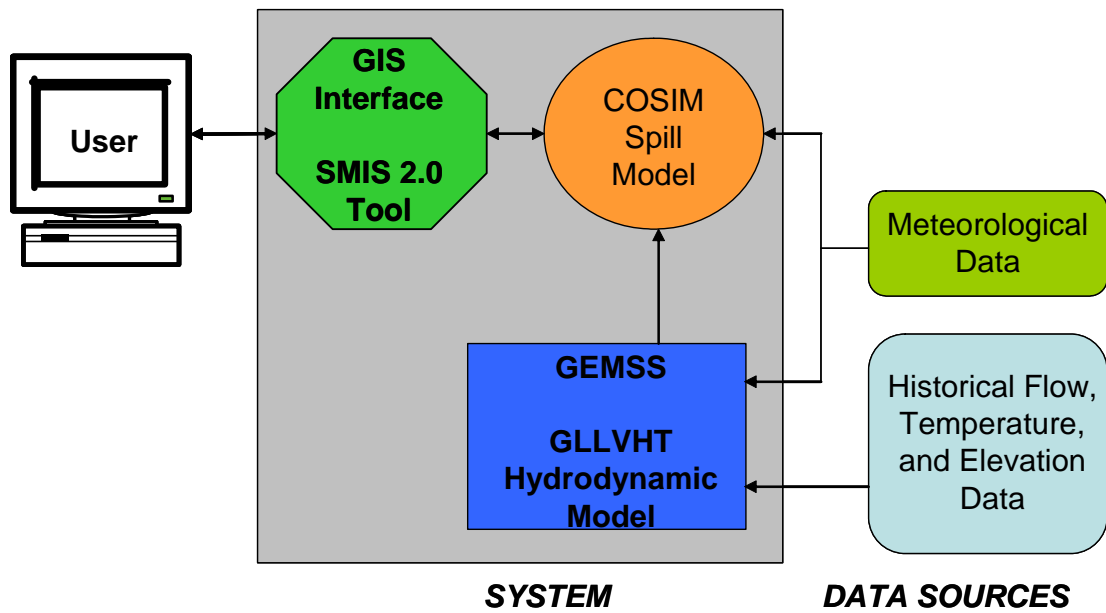 User
GIS
Interface
SMIS 2.0
Tool
COSIM
Spill
Model
Meteorological
Data
GEMSS
GLLVHT
Hydrodynamic
Model
Historical Flow,
Temperature,
and Elevation
Data
SYSTEM
DATA SOURCES